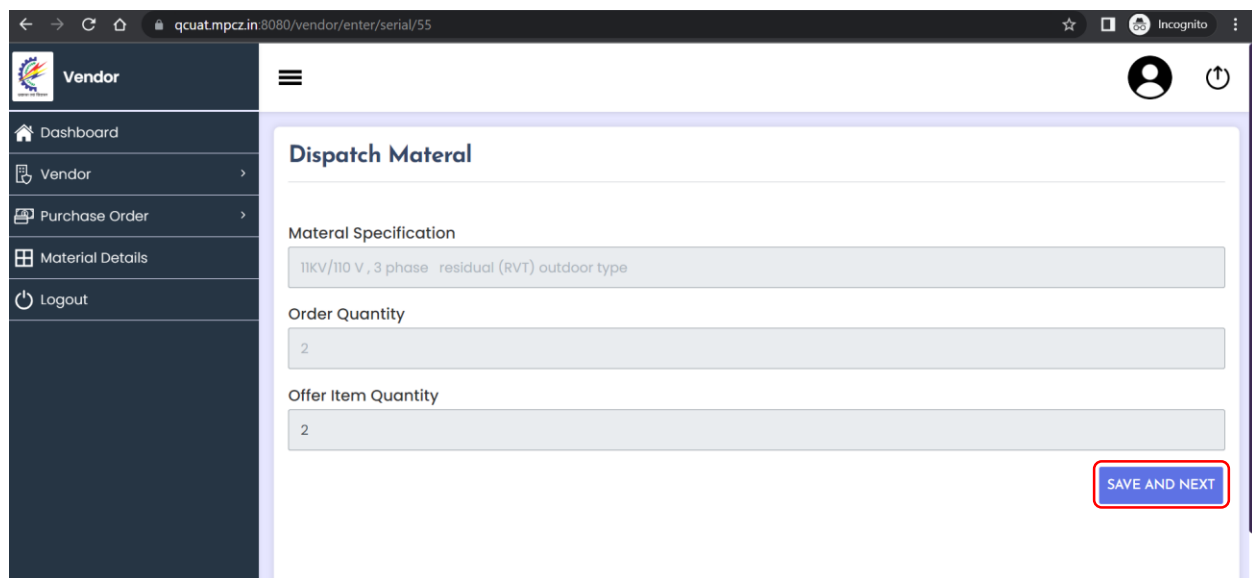 qcuat.mpcz.in:8080/vendor/enter/serial/55
Incognito
Vendor
Dashboard
Vendor
Purchase Order
Material Details
Logout
Dispatch Materal
Materal Specification
11KV/110 V , 3 phase residual (RVT) outdoor type
Order Quantity
2
Offer Item Quantity
2
SAVE AND NEXT